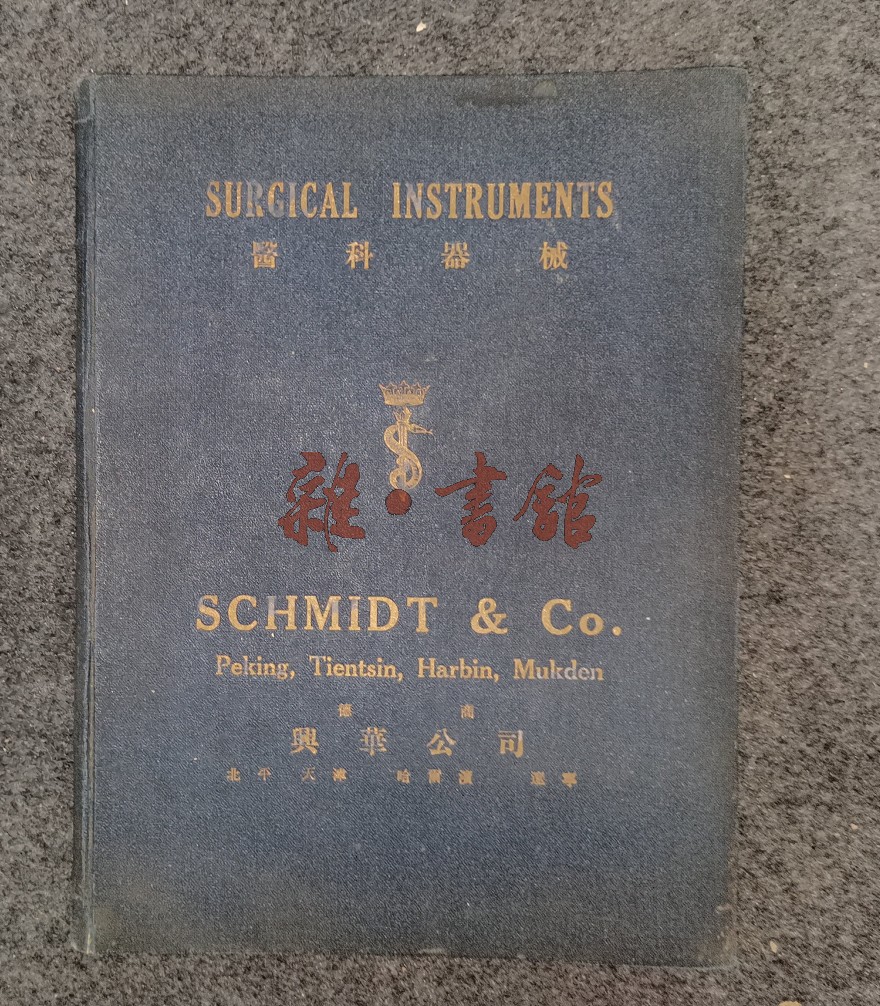 SURGICAL INSTRUMENTS
醫科器械
雜·書館
SCHMIDT & Co.
Peking, Tientsin, Harbin, Mukden
德商
興華公司
北平 天津 哈爾濱 遼寧